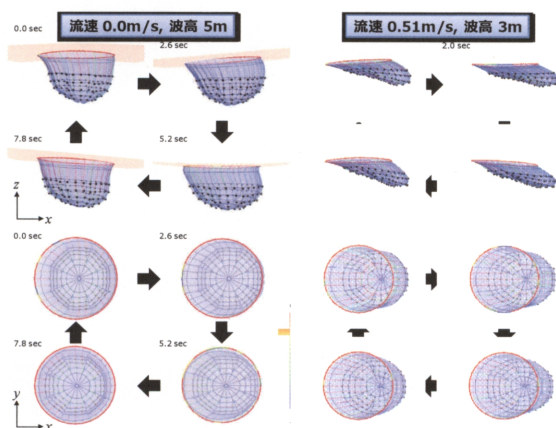 流速 0.0m/s, 波高 5m
流速 0.51m/s, 波高 3m
0.0 sec
2.6 sec
2.0 sec
7.8 sec
5.2 sec
z
x
0.0 sec
2.6 sec
7.8 sec
5.2 sec
y
x